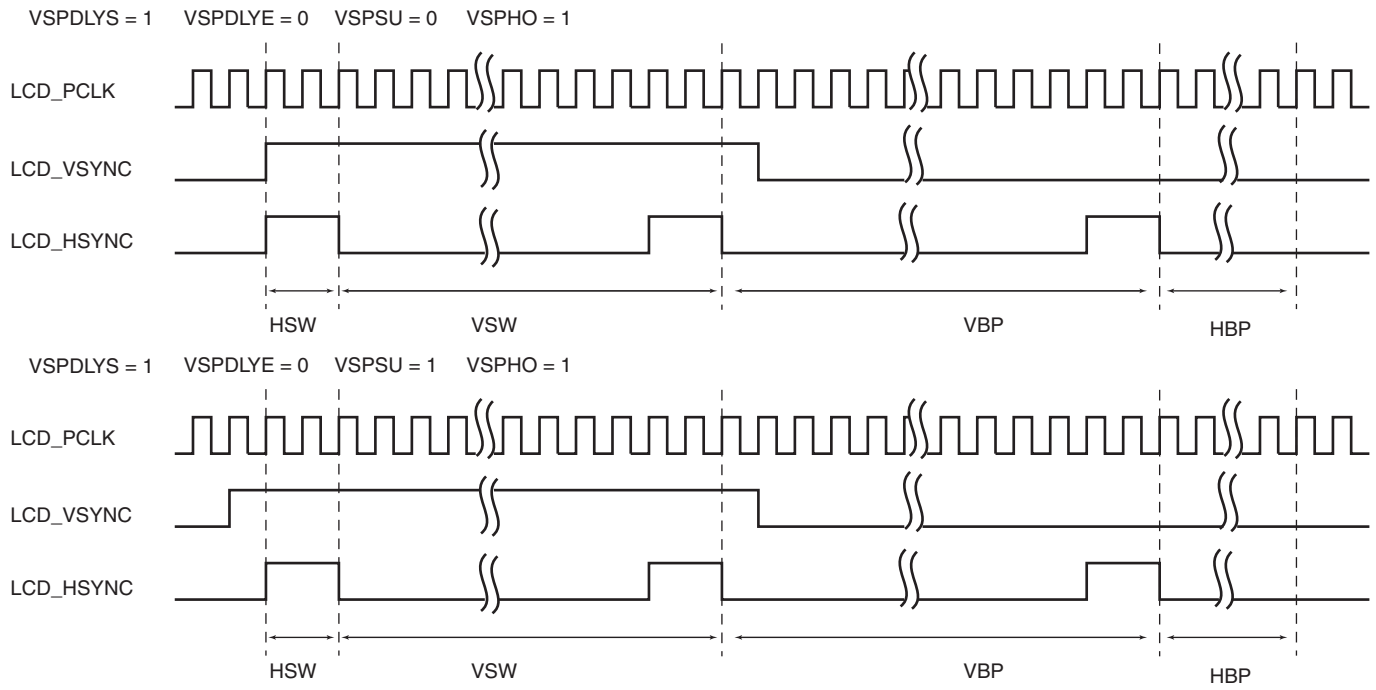 VSPDLYS = 1 VSPDLYE = 0 VSPSU = 0 VSPHO = 1
LCD_PCLK
LCD_VSYNC
LCD_HSYNC
HSW VSW VBP HBP
VSPDLYS = 1 VSPDLYE = 0 VSPSU = 1 VSPHO = 1
LCD_PCLK
LCD_VSYNC
LCD_HSYNC
HSW VSW VBP HBP